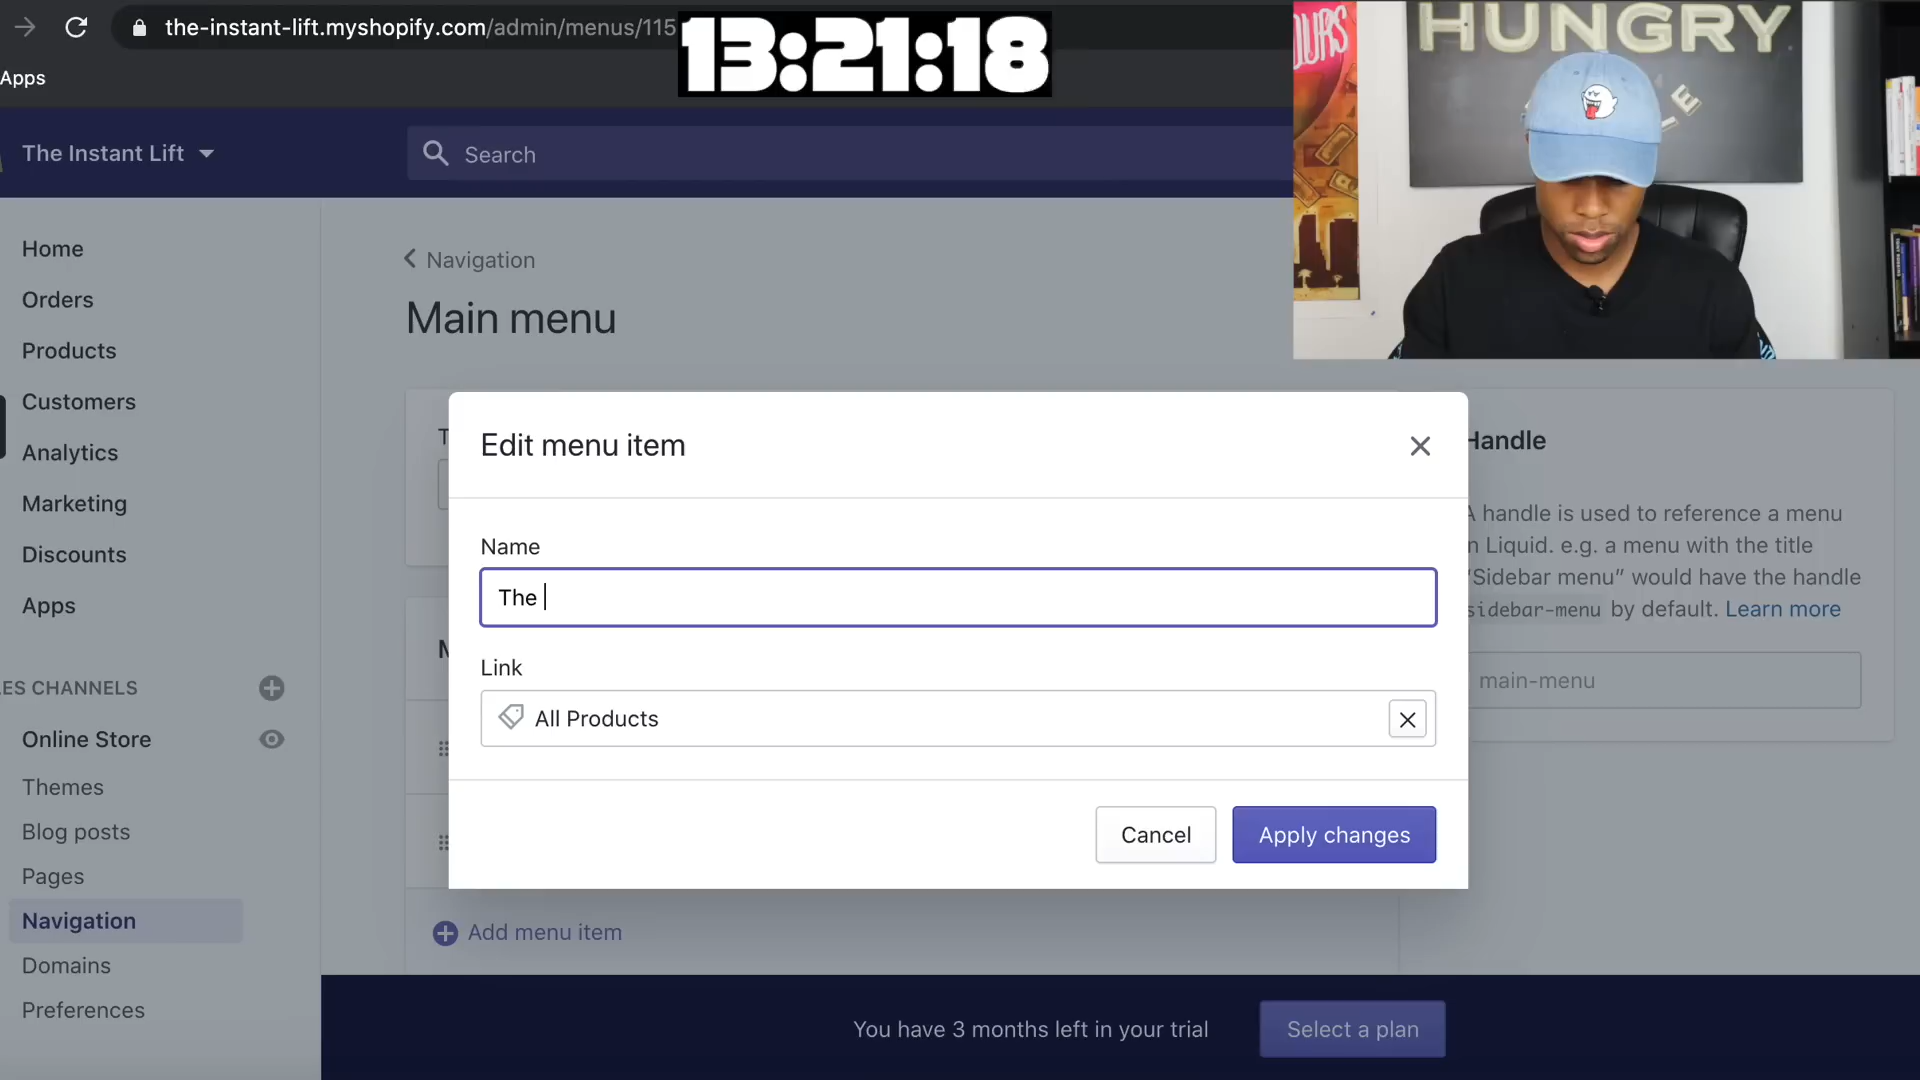 the-instant-lift.myshopify.com/admin/menus/115
13:21:18
HUNGRY
Apps
The Instant Lift
Search
Home
Orders
Products
Customers
Analytics
Marketing
Discounts
Apps
ES CHANNELS
Online Store
Themes
Blog posts
Pages
Navigation
Domains
Preferences
Navigation
Main menu
Edit menu item
Name
The
Link
All Products
Cancel
Apply changes
Add menu item
Handle
A handle is used to reference a menu
n Liquid. e.g. a menu with the title
"Sidebar menu" would have the handle
sidebar-menu by default. Learn more
main-menu
You have 3 months left in your trial
Select a plan